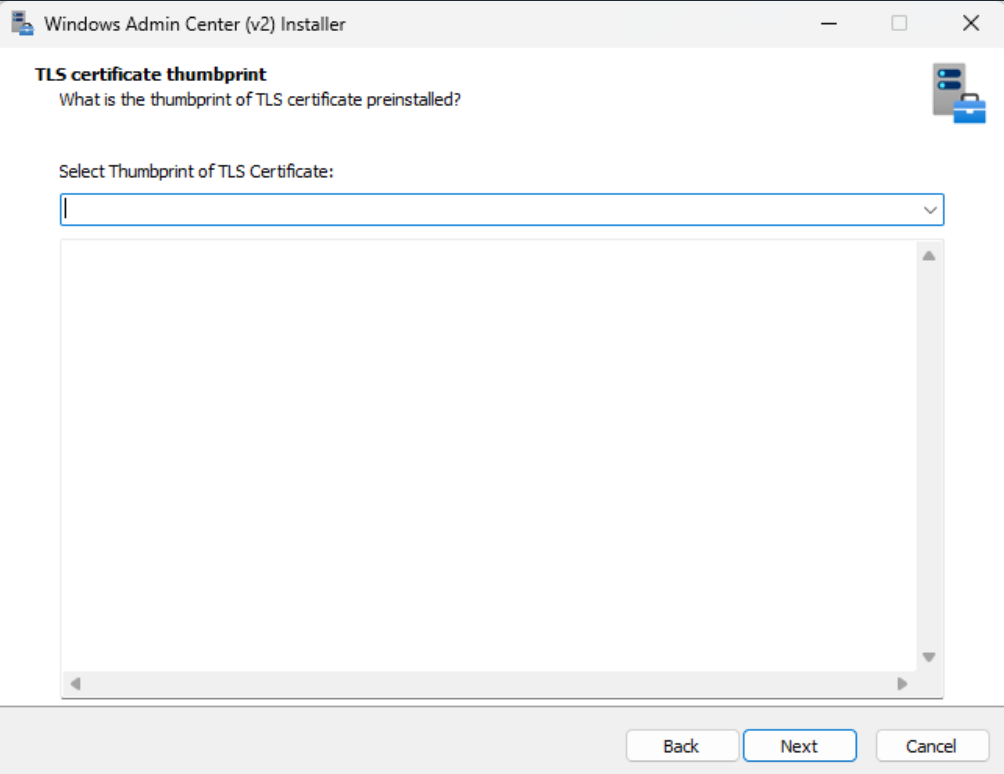 Windows Admin Center (v2) Installer
TLS certificate thumbprint
What is the thumbprint of TLS certificate preinstalled?
Select Thumbprint of TLS Certificate:
Back
Next
Cancel